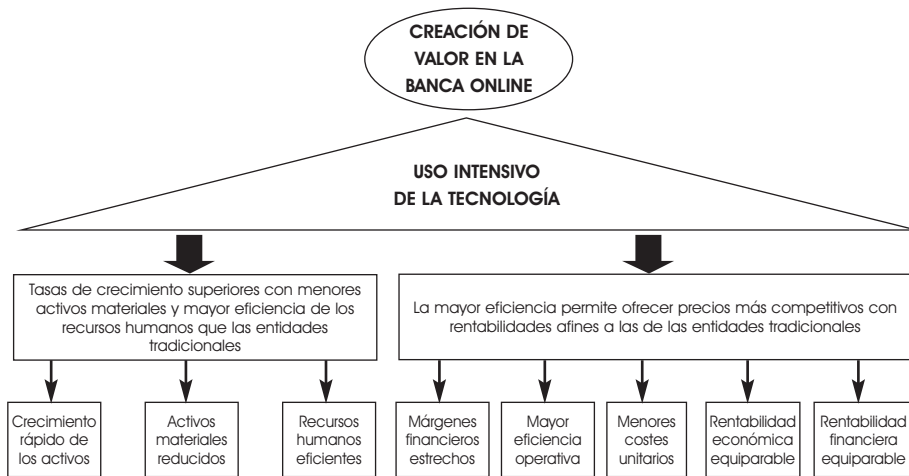 CREACIÓN DE
VALOR EN LA
BANCA ONLINE
USO INTENSIVO
DE LA TECNOLOGÍA
Tasas de crecimiento superiores con menores
activos materiales y mayor eficiencia de los
recursos humanos que las entidades
tradicionales
La mayor eficiencia permite ofrecer precios más competitivos con
rentabilidades afines a las de las entidades tradicionales
Crecimiento
rápido de
los activos
Activos
materiales
reducidos
Recursos
humanos
eficientes
Márgenes
financieros
estrechos
Mayor
eficiencia
operativa
Menores
costes
unitarios
Rentabilidad
económica
equiparable
Rentabilidad
financiera
equiparable